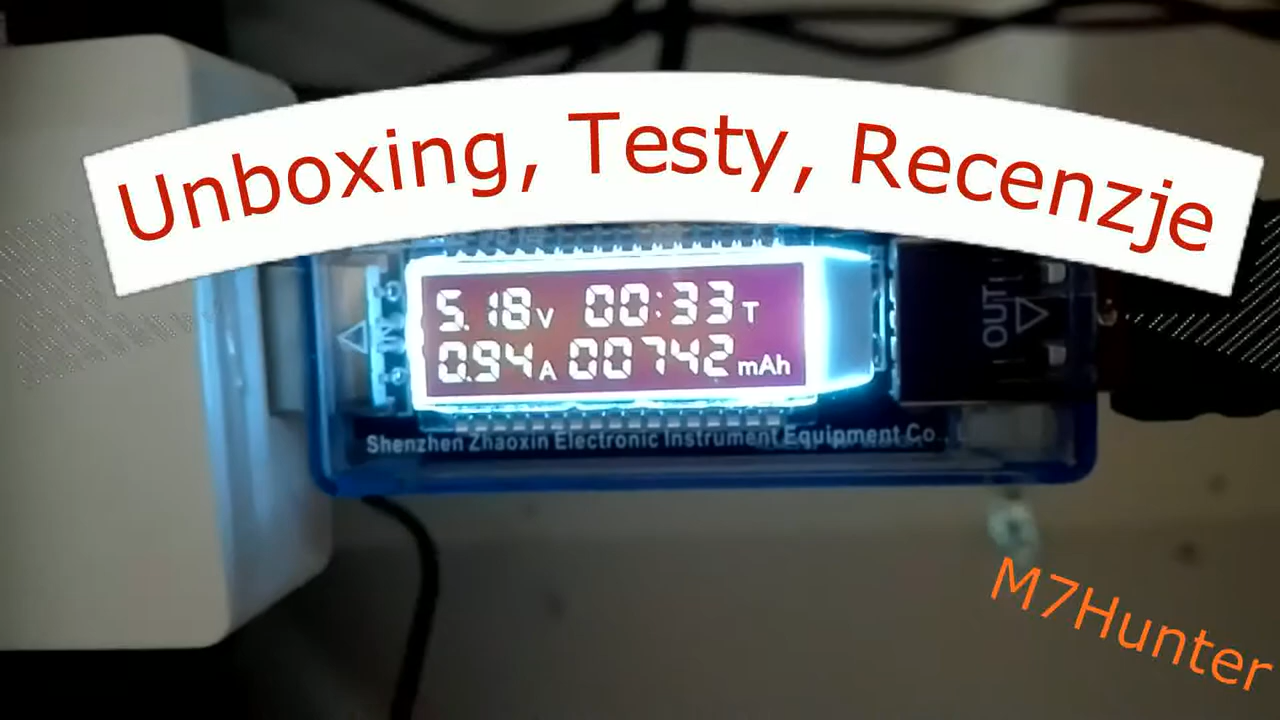 Unboxing, Testy, Recenzje
5.18V 00:33T
0.94A 00742mAh
IN
OUT
Shenzhen Zhaoxin Electronic Instrument Equipment Co.,
M7Hunter